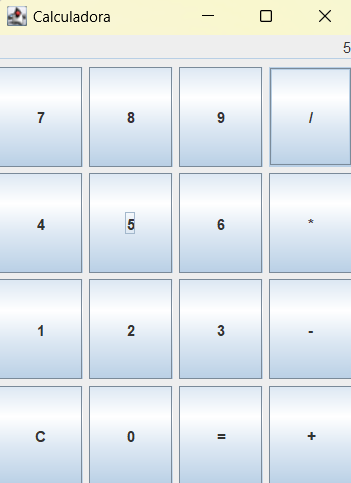 Calculadora
5
7 8 9 /
4 5 6 *
1 2 3 -
C 0 = +